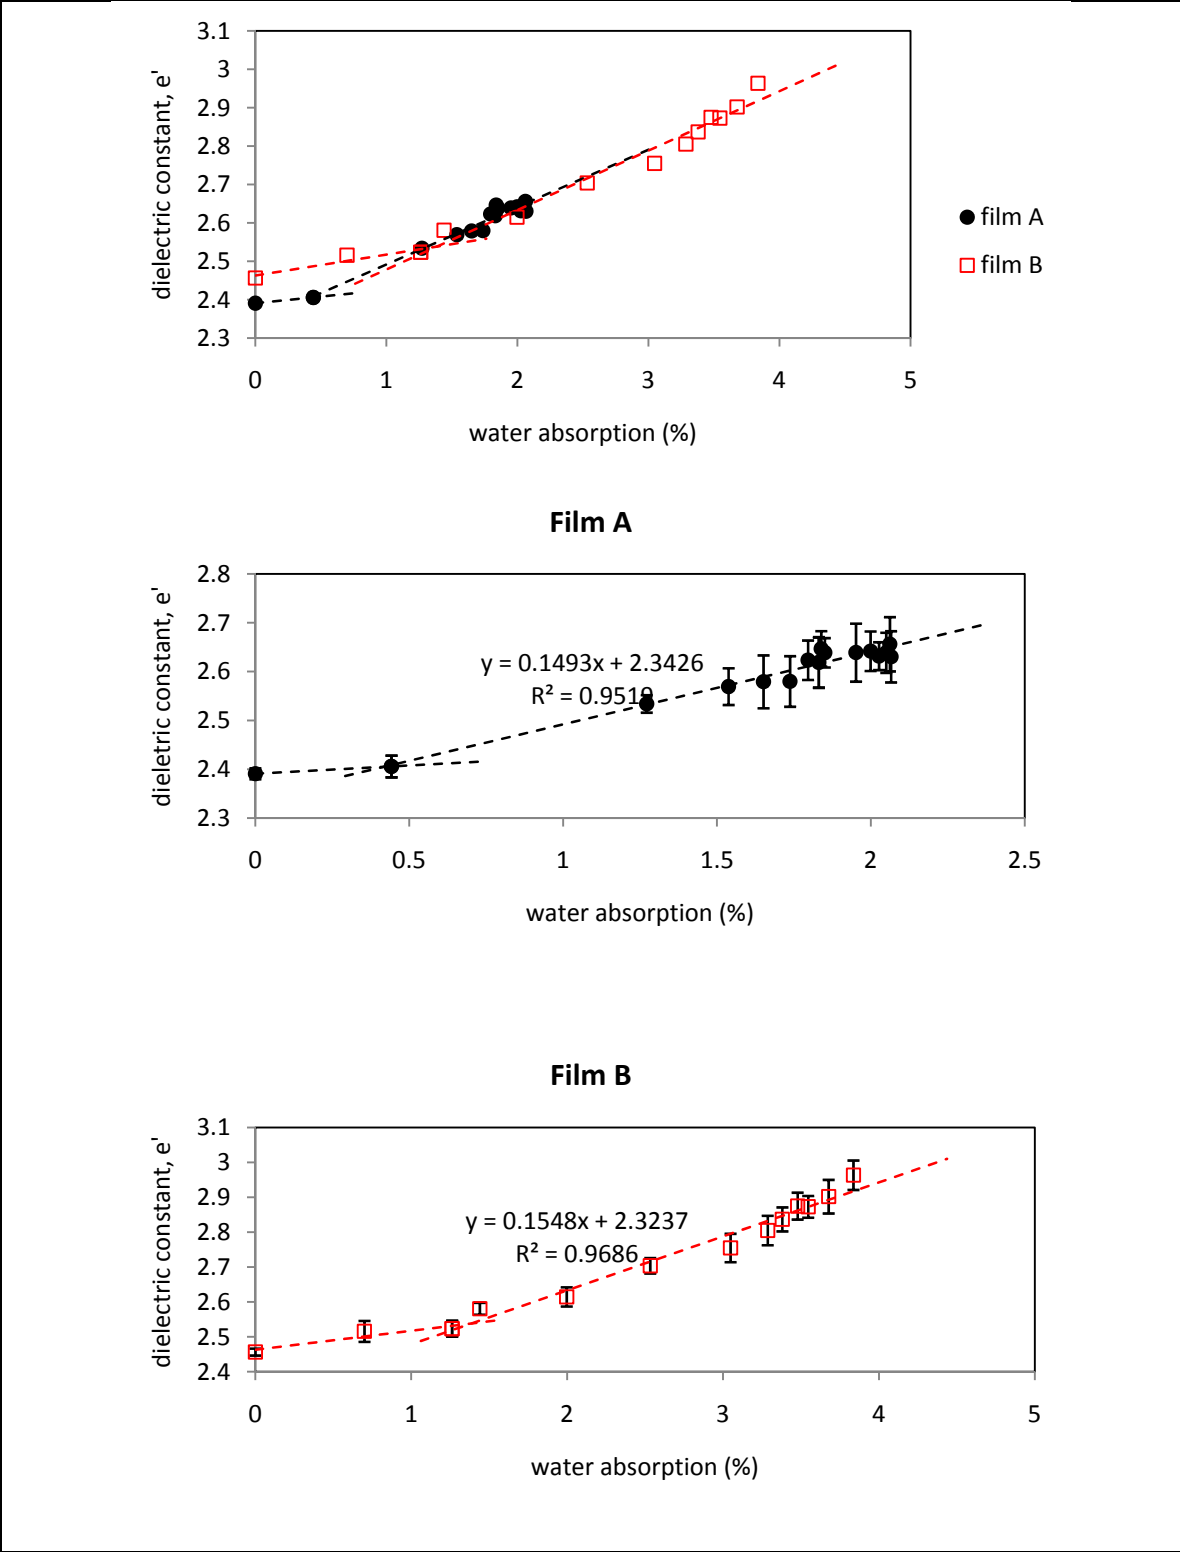 dielectric constant, e'
3.1
3
2.9
2.8
2.7
2.6
2.5
2.4
2.3
0 1 2 3 4 5
water absorption (%)
film A
film B
Film A
dieletric constant, e'
2.8
2.7
2.6
2.5
2.4
2.3
y = 0.1493x + 2.3426
R² = 0.9519
0 0.5 1 1.5 2 2.5
water absorption (%)
Film B
dielectric constant, e'
3.1
3
2.9
2.8
2.7
2.6
2.5
2.4
y = 0.1548x + 2.3237
R² = 0.9686
0 1 2 3 4 5
water absorption (%)